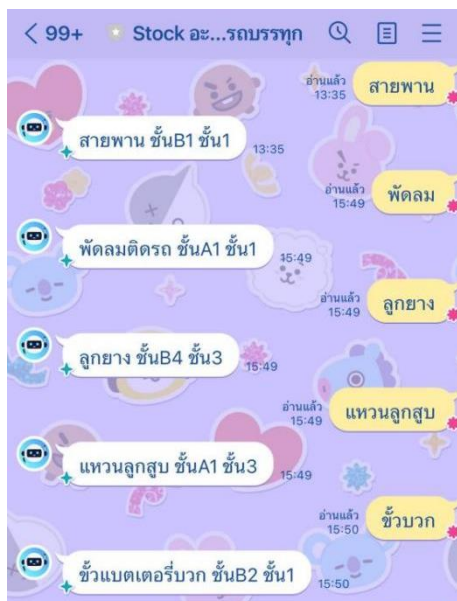 99+ Stock อะ...รถบรรทุก
อ่านแล้ว
13:35
สายพาน
สายพาน ชั้นB1 ชั้น1
13:35
อ่านแล้ว
15:49
พัดลม
พัดลมติดรถ ชั้นA1 ชั้น1
15:49
อ่านแล้ว
15:49
ลูกยาง
ลูกยาง ชั้นB4 ชั้น3
15:49
อ่านแล้ว
15:49
แหวนลูกสูบ
แหวนลูกสูบ ชั้นA1 ชั้น3
15:49
อ่านแล้ว
15:50
ขั้วบวก
ขั้วแบตเตอรี่บวก ชั้นB2 ชั้น1
15:50